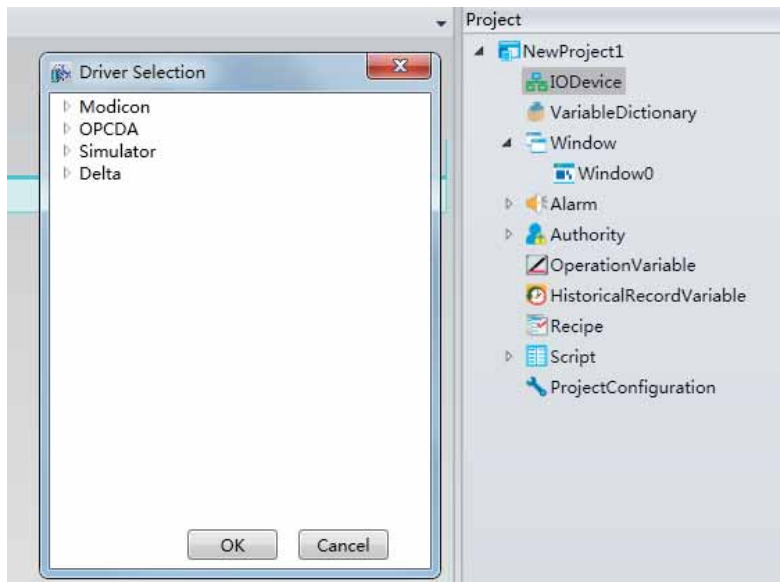 Driver Selection
Modicon
OPCDA
Simulator
Delta
OK
Cancel
Project
NewProject1
IODevice
VariableDictionary
Window
Window0
Alarm
Authority
OperationVariable
HistoricalRecordVariable
Recipe
Script
ProjectConfiguration